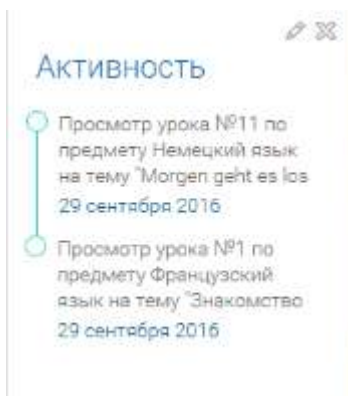 Активность
Просмотр урока №11 по
предмету Немецкий язык
на тему "Morgen geht es los
29 сентября 2016
Просмотр урока №1 по
предмету Французский
язык на тему "Знакомство
29 сентября 2016